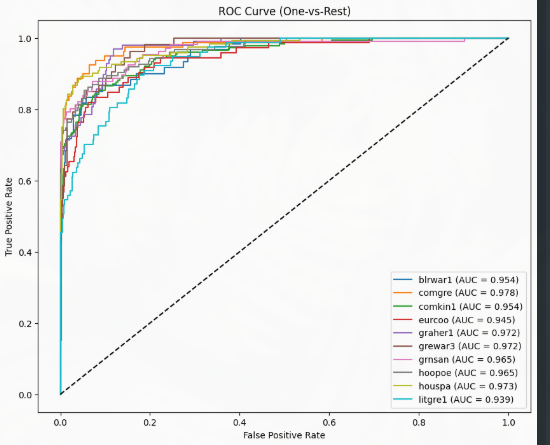 ROC Curve (One-vs-Rest)
True Positive Rate
1.0
0.8
0.6
0.4
0.2
0.0
blrwar1 (AUC = 0.954)
comgre (AUC = 0.978)
comkin1 (AUC = 0.954)
eurcoo (AUC = 0.945)
graher1 (AUC = 0.972)
grewar3 (AUC = 0.972)
grnsan (AUC = 0.965)
hoopoe (AUC = 0.965)
houspa (AUC = 0.973)
litgre1 (AUC = 0.939)
0.0 0.2 0.4 0.6 0.8 1.0
False Positive Rate